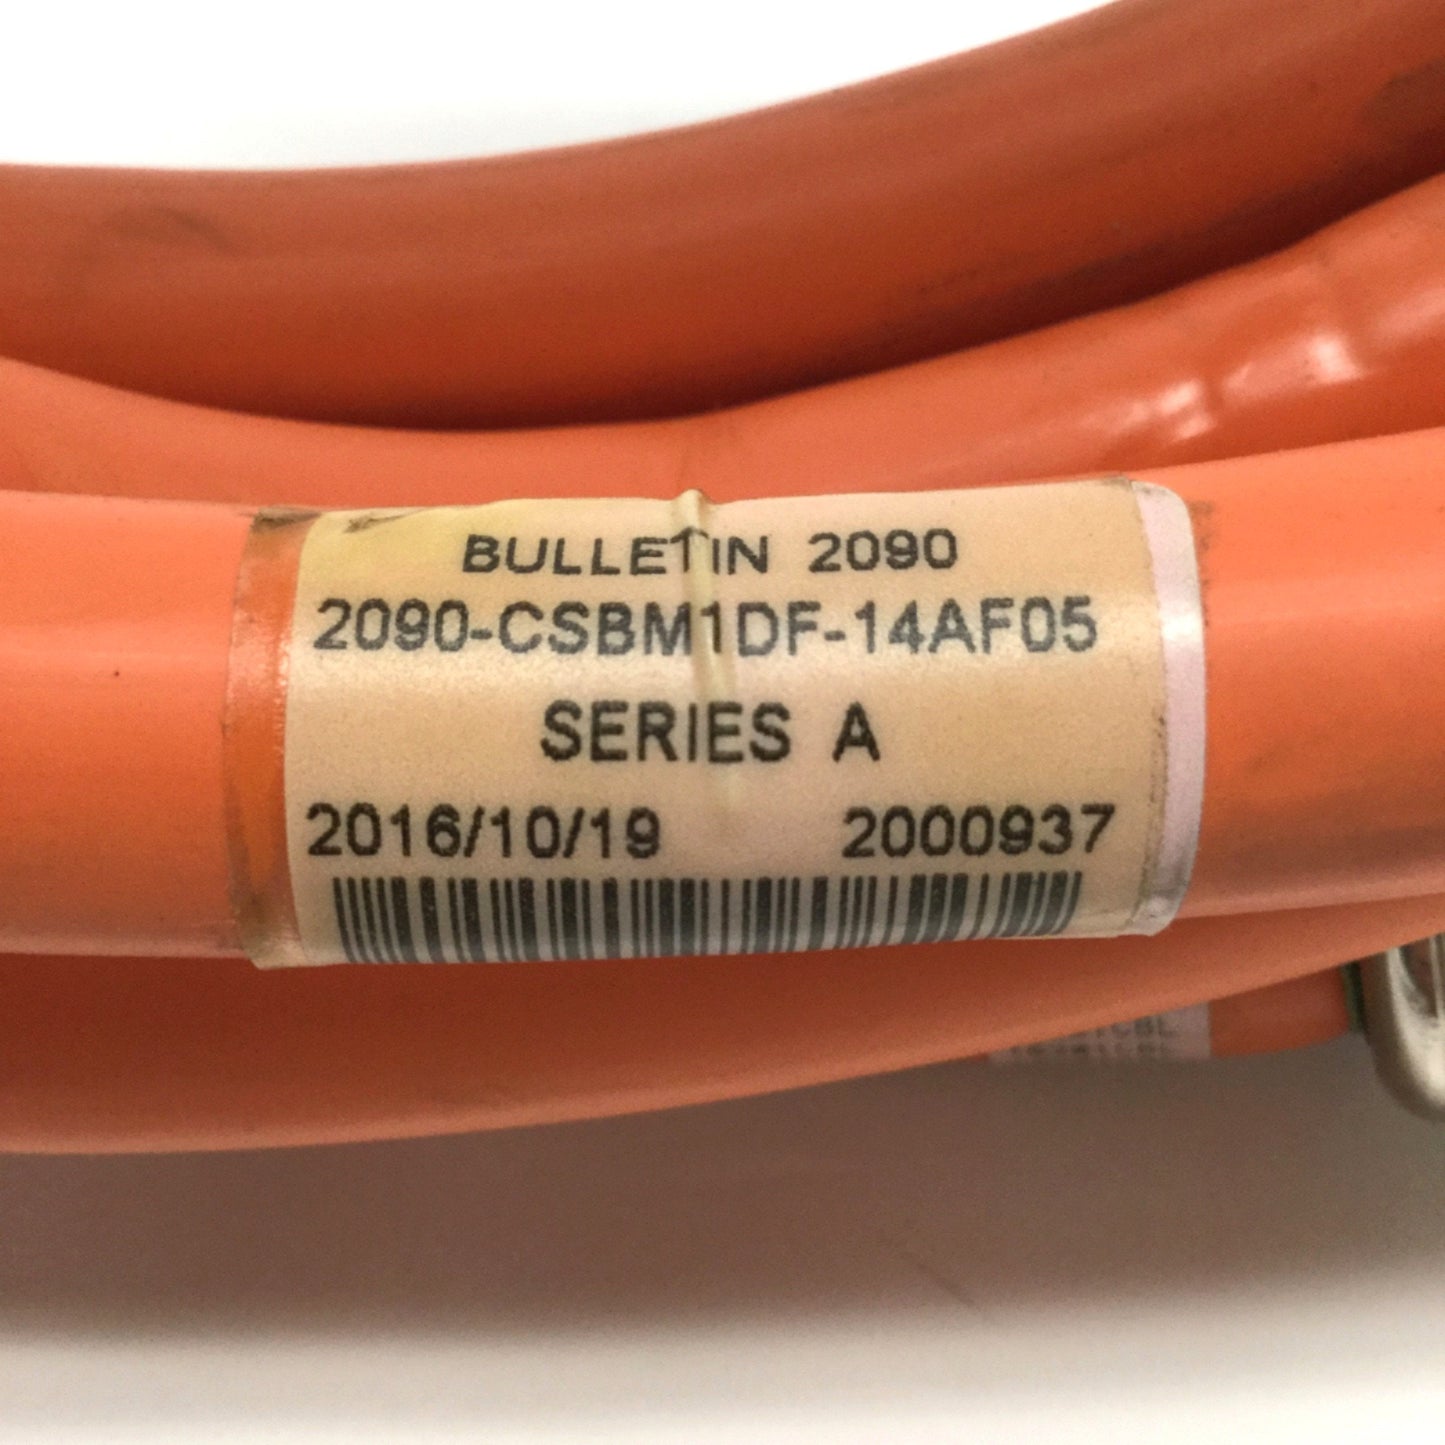 BULLETIN 2090
2090-CSBM1DF-14AF05
SERIES A
2016/10/19 2000937